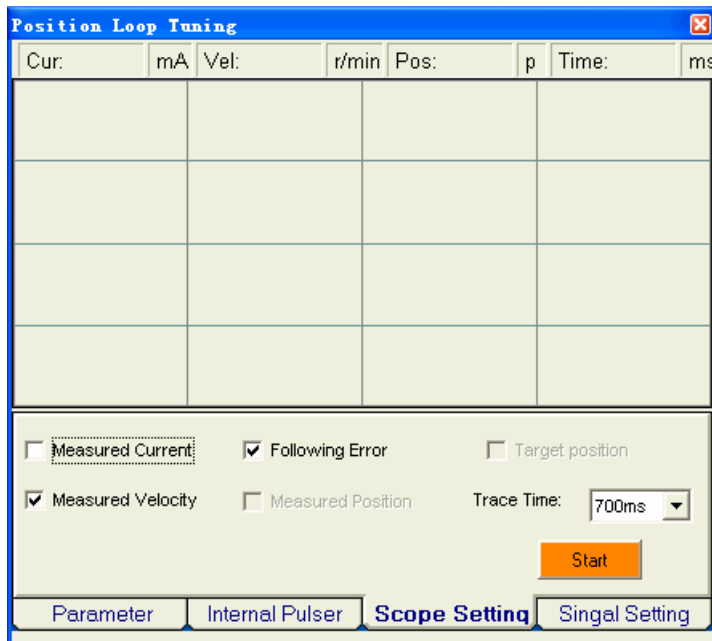 Position Loop Tuning
Cur: mA Vel: r/min Pos: p Time: ms
Measured Current Following Error Target position
Measured Velocity Measured Position Trace Time: 700ms
Start
Parameter Internal Pulser Scope Setting Singal Setting